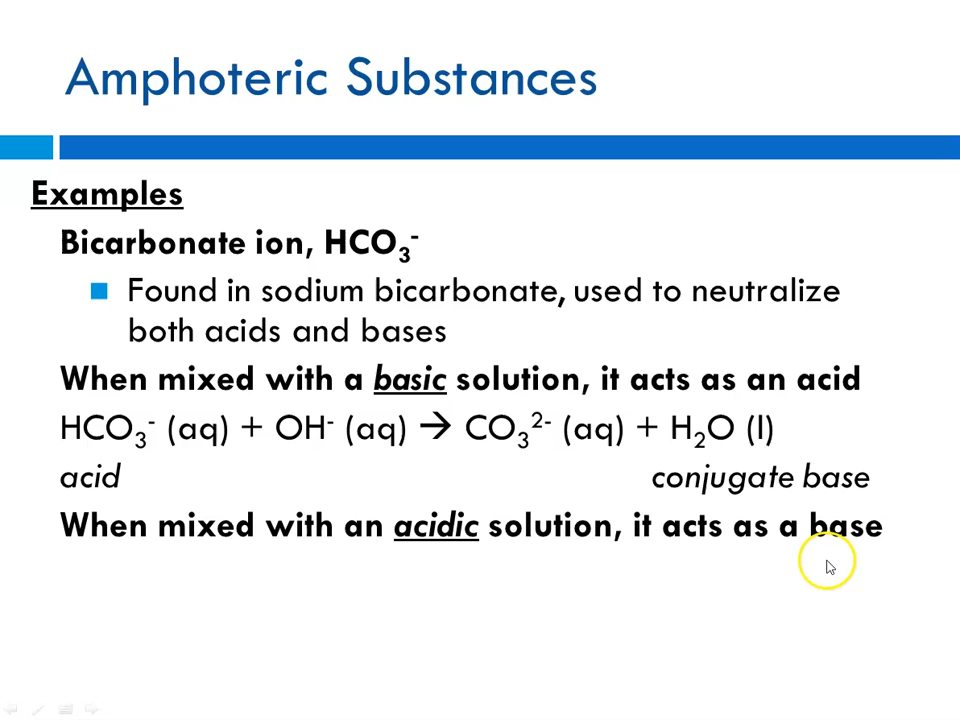 Amphoteric Substances
Examples
Bicarbonate ion, HCO₃⁻
Found in sodium bicarbonate, used to neutralize
both acids and bases
When mixed with a basic solution, it acts as an acid
HCO₃⁻ (aq) + OH⁻ (aq) → CO₃²⁻ (aq) + H₂O (l)
acid conjugate base
When mixed with an acidic solution, it acts as a base